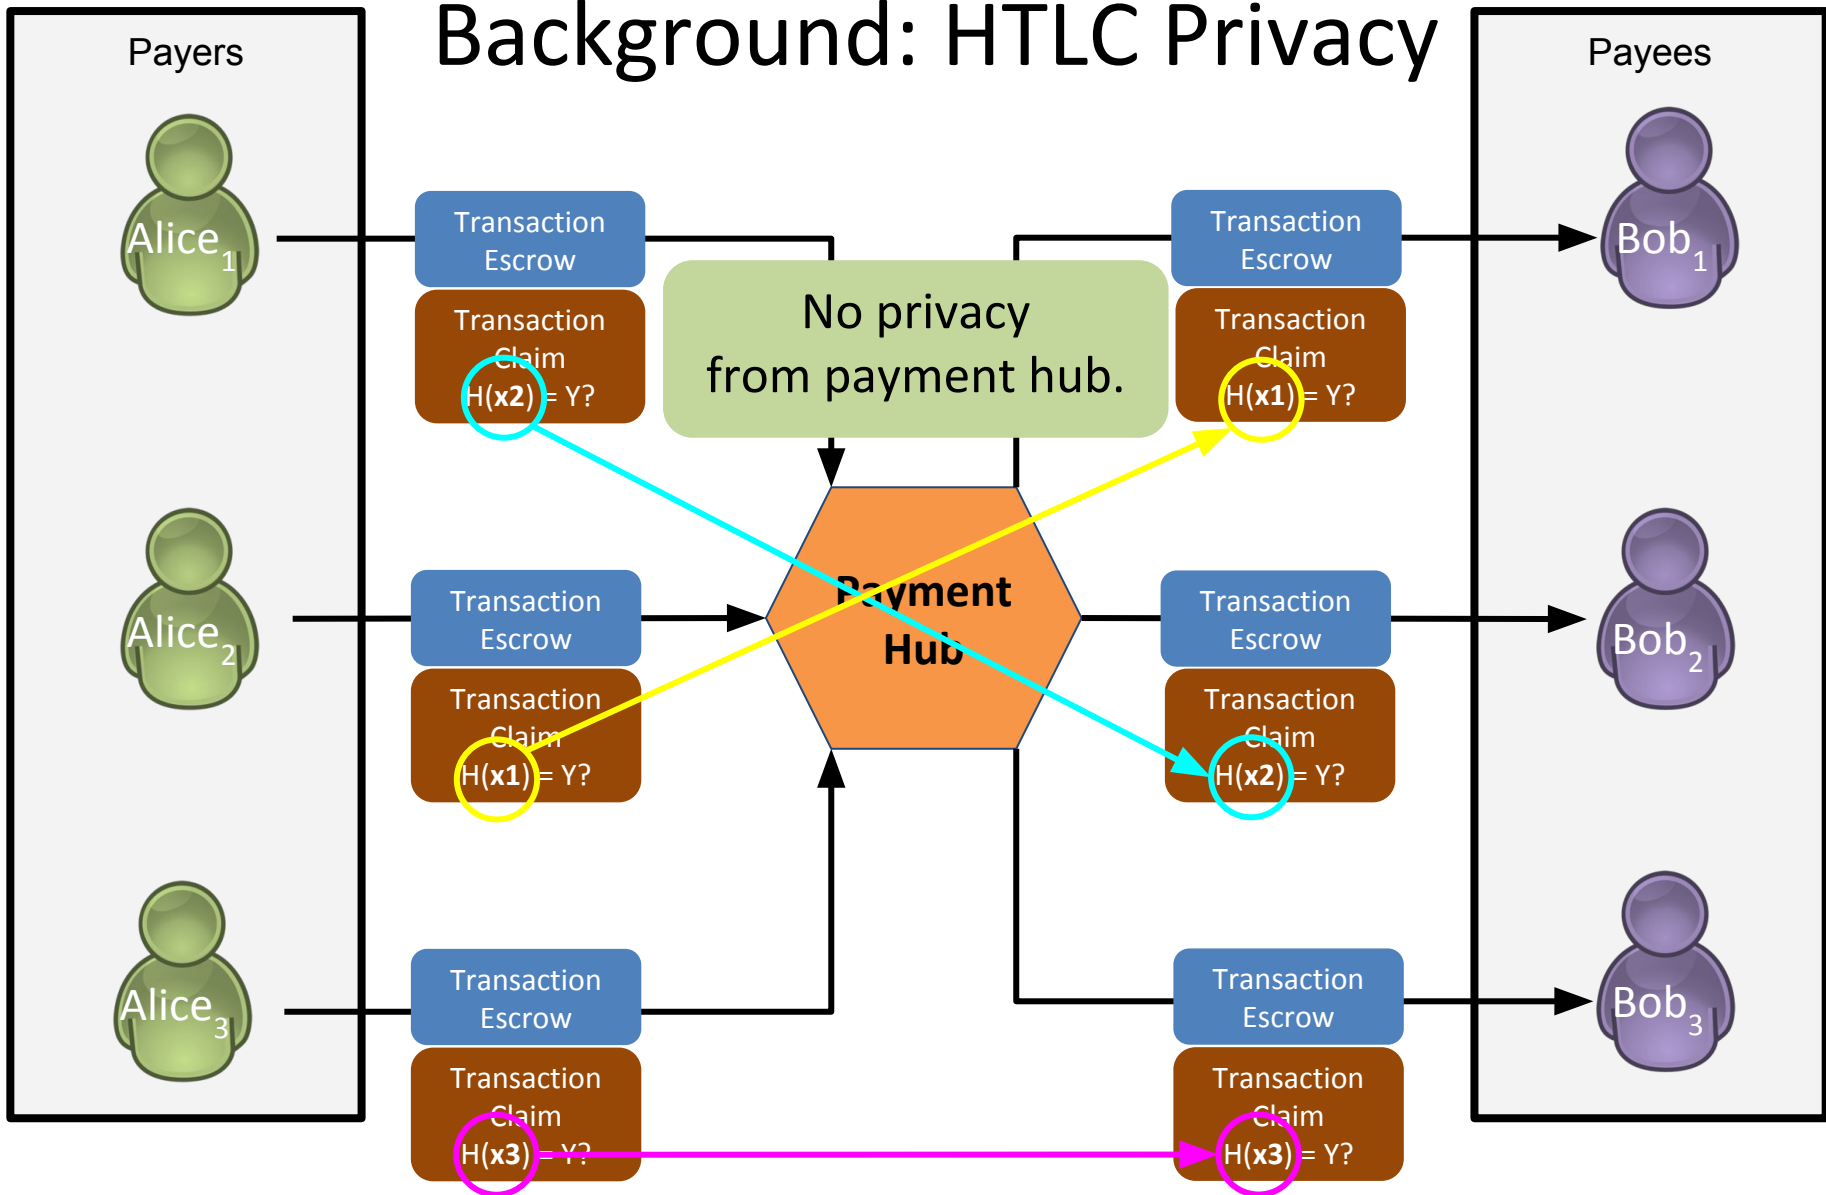 Background: HTLC Privacy
Payers
Alice1
Alice2
Alice3
Transaction
Escrow
Transaction
Claim
H(x2) = Y?
Transaction
Escrow
Transaction
Claim
H(x1) = Y?
Transaction
Escrow
Transaction
Claim
H(x3) = Y?
No privacy
from payment hub.
Payment
Hub
Transaction
Escrow
Transaction
Claim
H(x1) = Y?
Transaction
Escrow
Transaction
Claim
H(x2) = Y?
Transaction
Escrow
Transaction
Claim
H(x3) = Y?
Payees
Bob1
Bob2
Bob3